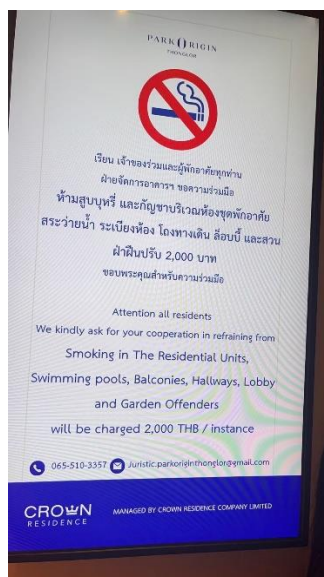 PARK ORIGIN
THONGLOR
เรียน เจ้าของร่วมและผู้พักอาศัยทุกท่าน
ฝ่ายจัดการอาคารฯ ขอความร่วมมือ
ห้ามสูบบุหรี่ และกัญชาบริเวณห้องชุดพักอาศัย
สระว่ายน้ำ ระเบียงห้อง โถงทางเดิน ล็อบบี้ และสวน
ฝ่าฝืนปรับ 2,000 บาท
ขอบพระคุณสำหรับความร่วมมือ
Attention all residents
We kindly ask for your cooperation in refraining from
Smoking in The Residential Units,
Swimming pools, Balconies, Hallways, Lobby
and Garden Offenders
will be charged 2,000 THB / instance
065-510-3357 Juristic.parkoriginthonglor@gmail.com
CROWN
RESIDENCE
MANAGED BY CROWN RESIDENCE COMPANY LIMITED